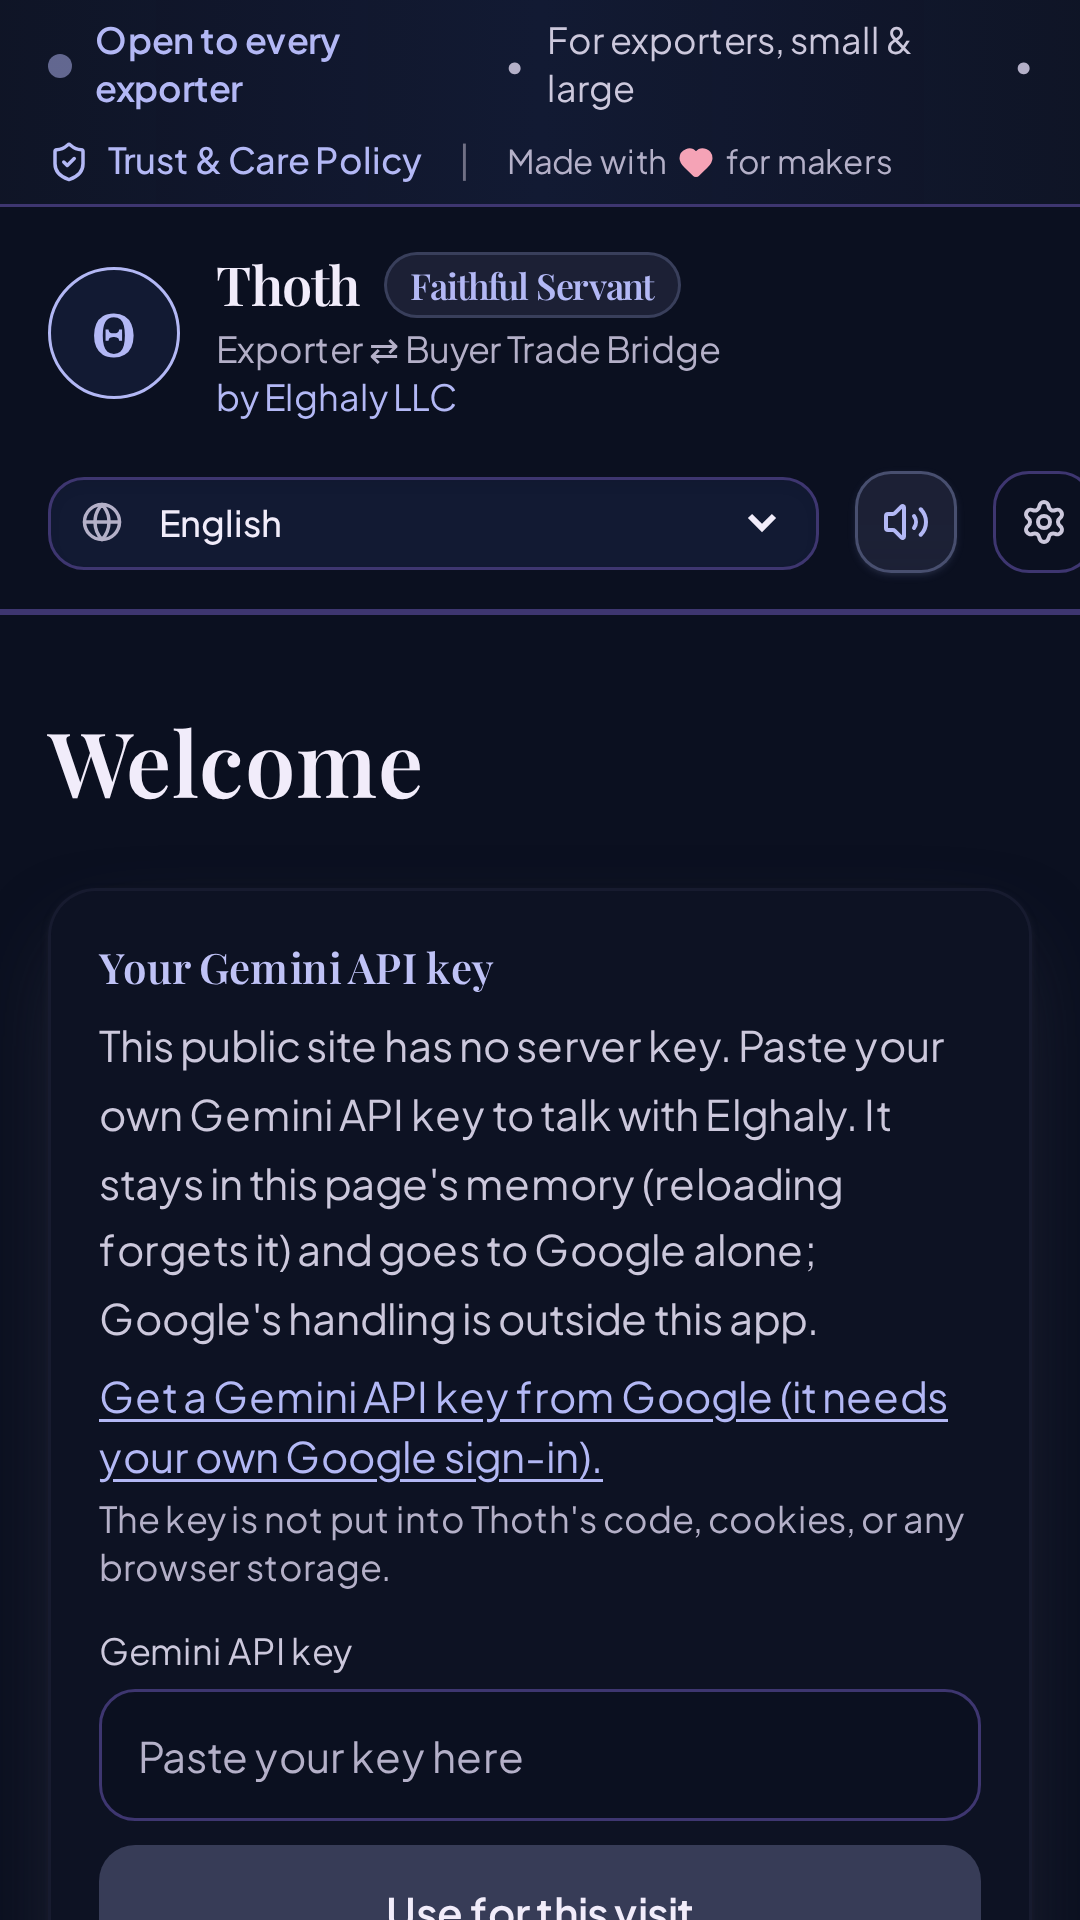 Open to every
exporter
For exporters, small &
large
Trust & Care Policy
Made with for makers
Θ
Thoth
Faithful Servant
Exporter ⇄ Buyer Trade Bridge
by Elghaly LLC
English
Welcome
Your Gemini API key
This public site has no server key. Paste your
own Gemini API key to talk with Elghaly. It
stays in this page's memory (reloading
forgets it) and goes to Google alone;
Google's handling is outside this app.
Get a Gemini API key from Google (it needs
your own Google sign-in).
The key is not put into Thoth's code, cookies, or any
browser storage.
Gemini API key
Paste your key here
Use for this visit